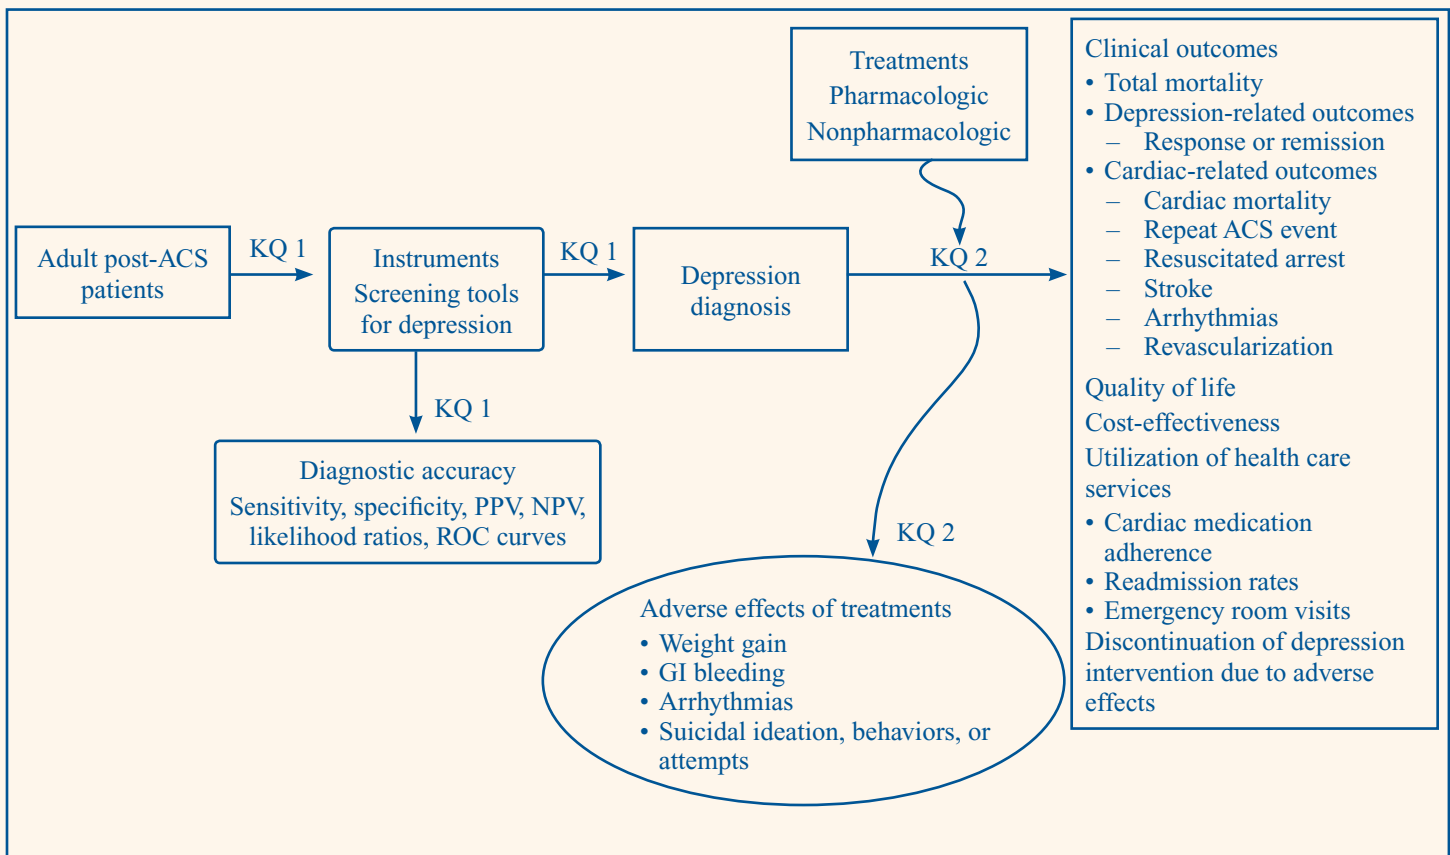 Adult post-ACS
patients
KQ 1
Instruments
Screening tools
for depression
KQ 1
Depression
diagnosis
Treatments
Pharmacologic
Nonpharmacologic
KQ 2
KQ 1
Diagnostic accuracy
Sensitivity, specificity, PPV, NPV,
likelihood ratios, ROC curves
KQ 2
Adverse effects of treatments
• Weight gain
• GI bleeding
• Arrhythmias
• Suicidal ideation, behaviors, or
attempts
Clinical outcomes
• Total mortality
• Depression-related outcomes
– Response or remission
• Cardiac-related outcomes
– Cardiac mortality
– Repeat ACS event
– Resuscitated arrest
– Stroke
– Arrhythmias
– Revascularization
Quality of life
Cost-effectiveness
Utilization of health care
services
• Cardiac medication
adherence
• Readmission rates
• Emergency room visits
Discontinuation of depression
intervention due to adverse
effects